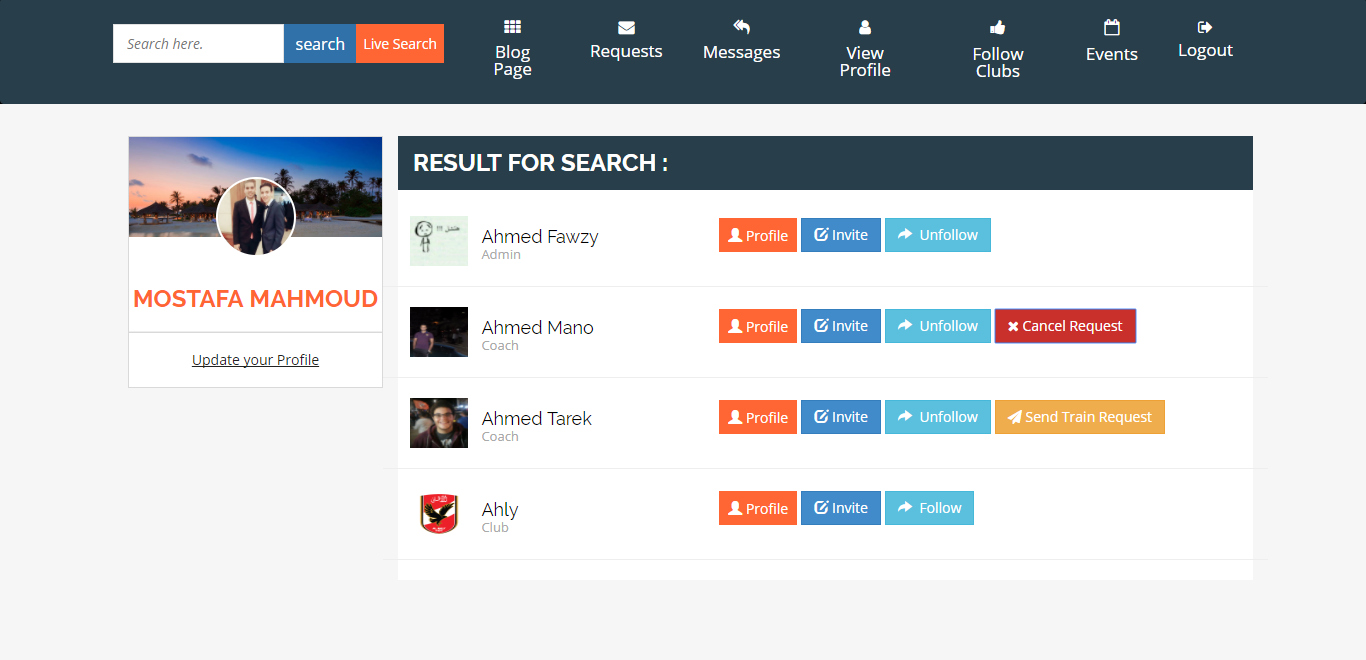 Search here.
search
Live Search
Blog
Page
Requests
Messages
View
Profile
Follow
Clubs
Events
Logout
MOSTAFA MAHMOUD
Update your Profile
RESULT FOR SEARCH :
Ahmed Fawzy
Admin
Profile
Invite
Unfollow
Ahmed Mano
Coach
Profile
Invite
Unfollow
Cancel Request
Ahmed Tarek
Coach
Profile
Invite
Unfollow
Send Train Request
Ahly
Club
Profile
Invite
Follow